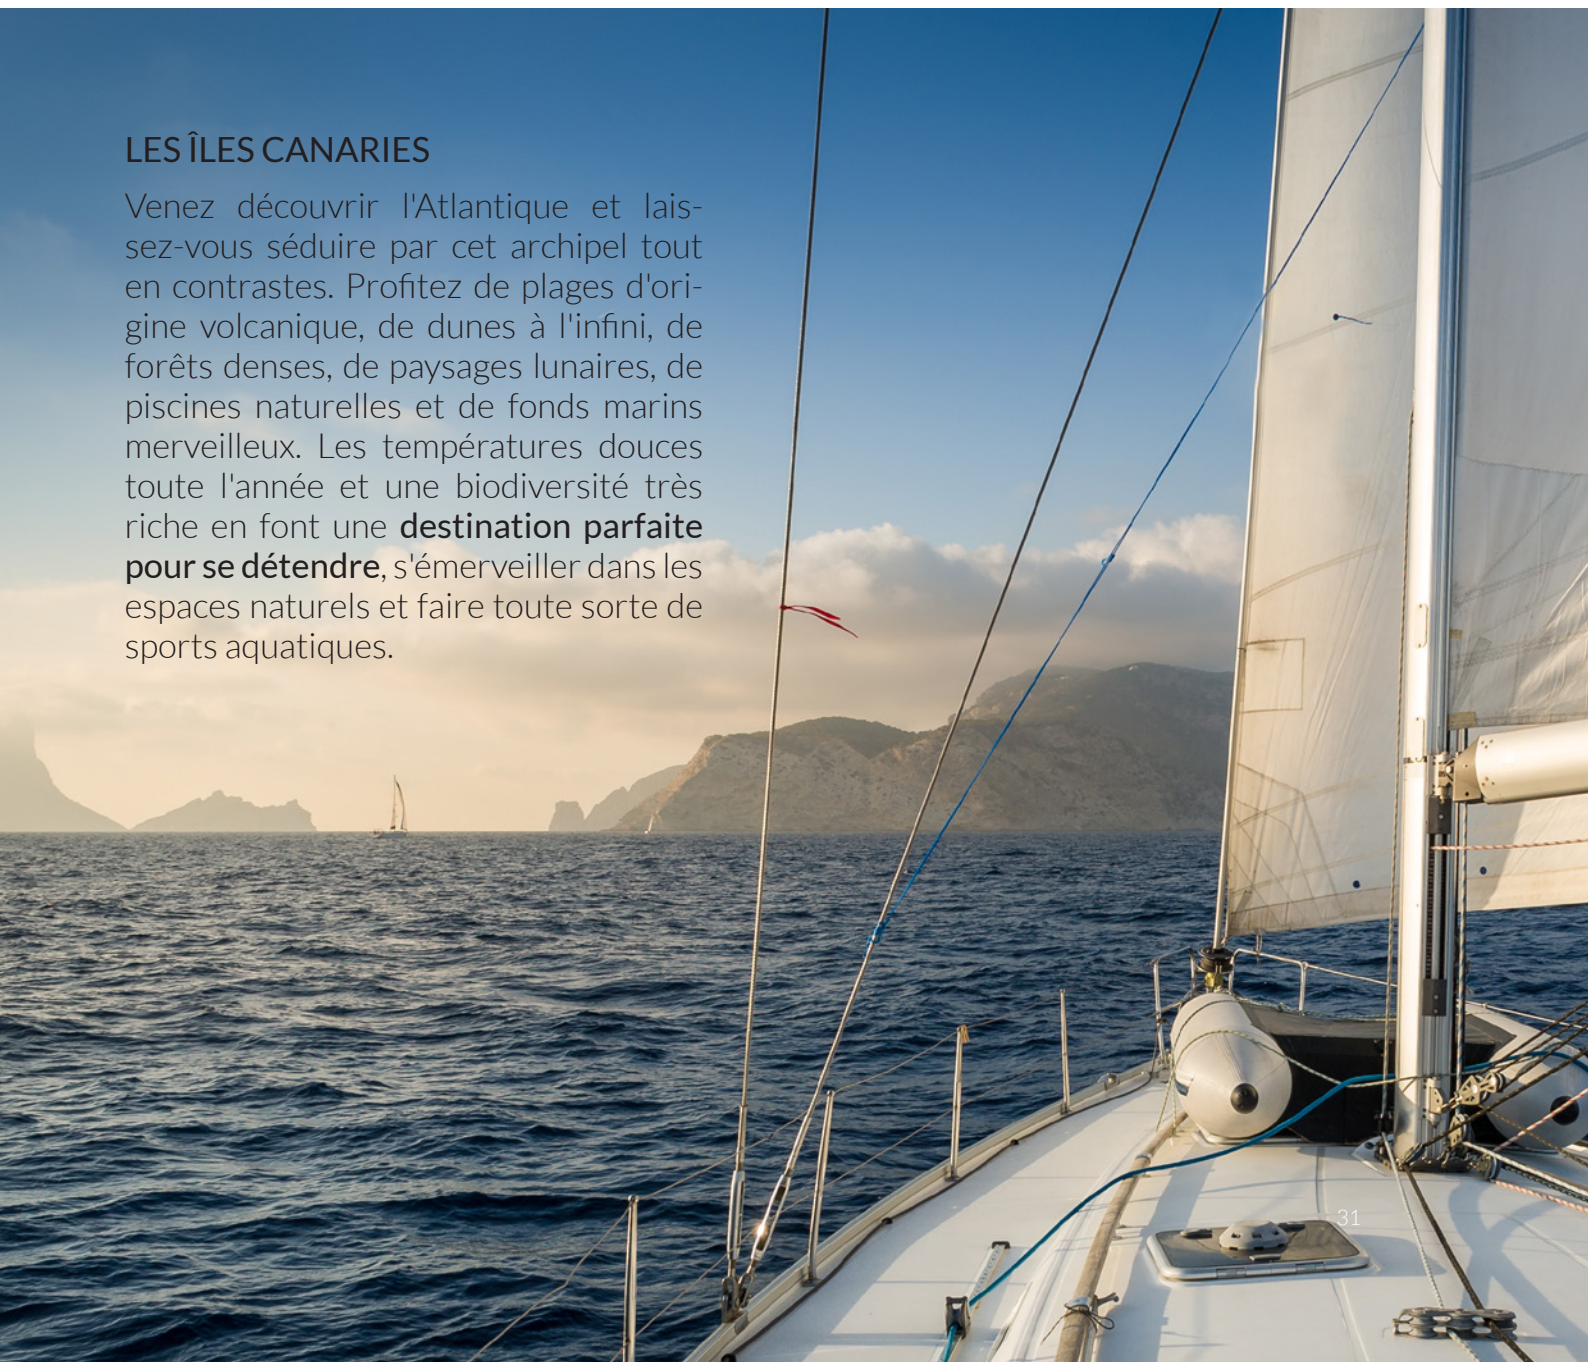 LES ÎLES CANARIES
Venez découvrir l'Atlantique et lais-
sez-vous séduire par cet archipel tout
en contrastes. Profitez de plages d'ori-
gine volcanique, de dunes à l'infini, de
forêts denses, de paysages lunaires, de
piscines naturelles et de fonds marins
merveilleux. Les températures douces
toute l'année et une biodiversité très
riche en font une destination parfaite
pour se détendre, s'émerveiller dans les
espaces naturels et faire toute sorte de
sports aquatiques.
31